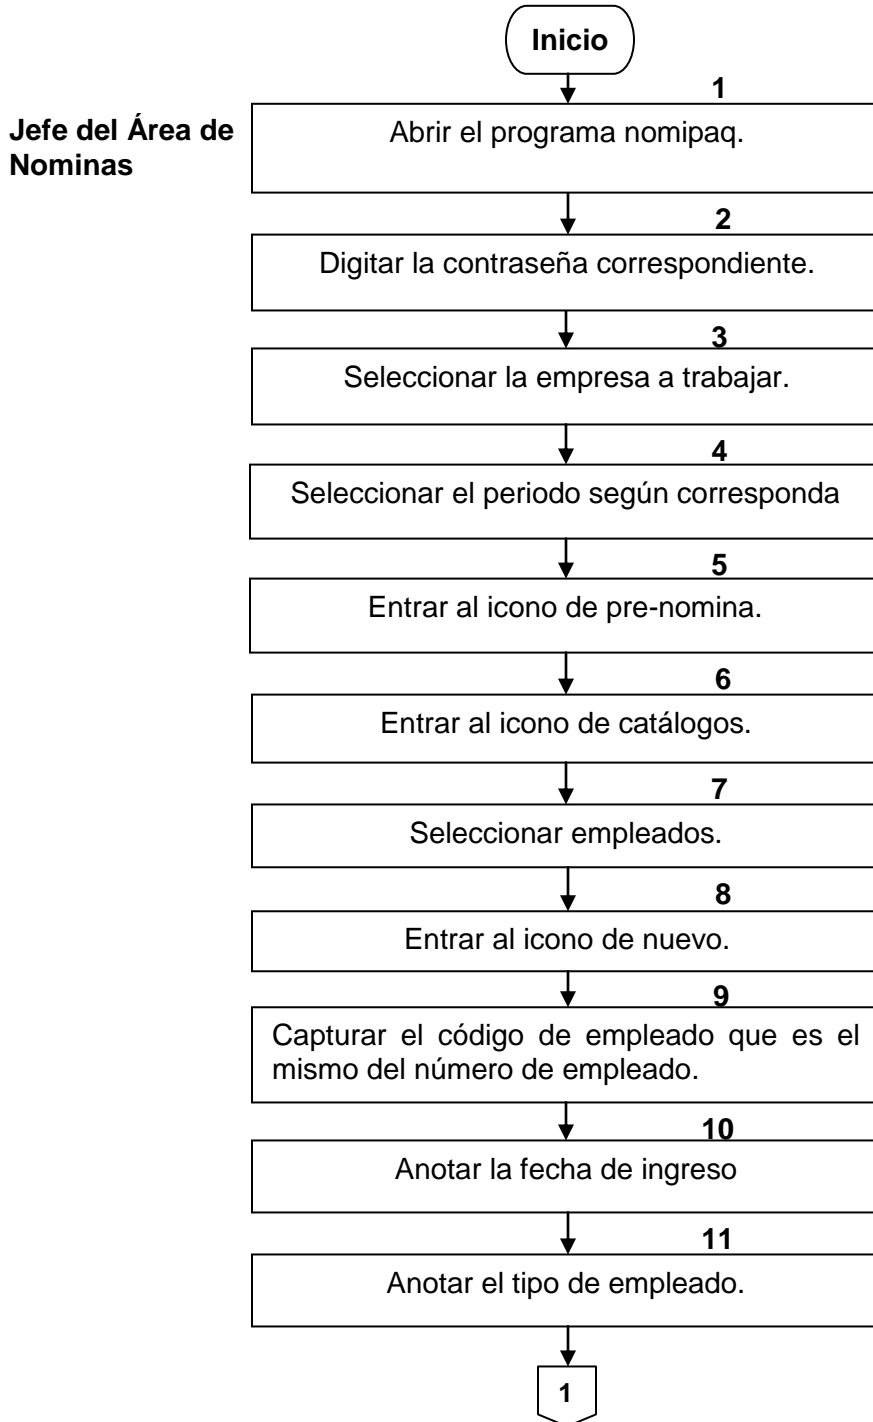 Inicio
1
Jefe del Área de
Nominas
Abrir el programa nomipaq.
2
Digitar la contraseña correspondiente.
3
Seleccionar la empresa a trabajar.
4
Seleccionar el periodo según corresponda
5
Entrar al icono de pre-nomina.
6
Entrar al icono de catálogos.
7
Seleccionar empleados.
8
Entrar al icono de nuevo.
9
Capturar el código de empleado que es el
mismo del número de empleado.
10
Anotar la fecha de ingreso
11
Anotar el tipo de empleado.
1